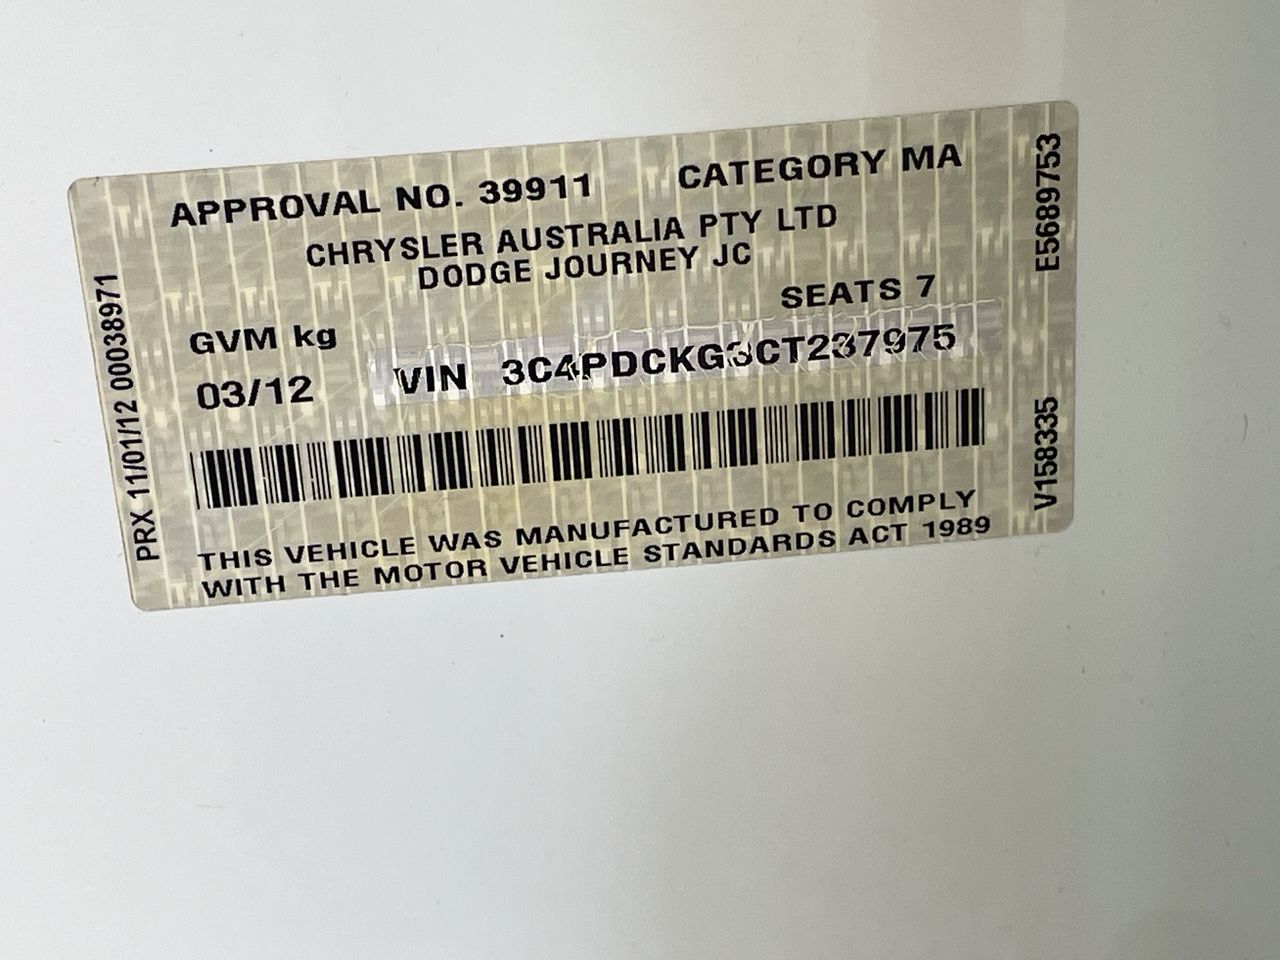 APPROVAL NO. 39911 CATEGORY MA
CHRYSLER AUSTRALIA PTY LTD
DODGE JOURNEY JC
SEATS 7
GVM kg
03/12 VIN 3C4PDCKG3CT237975
THIS VEHICLE WAS MANUFACTURED TO COMPLY
WITH THE MOTOR VEHICLE STANDARDS ACT 1989
PRX 11/01/12 00038971
E5689753
V158335